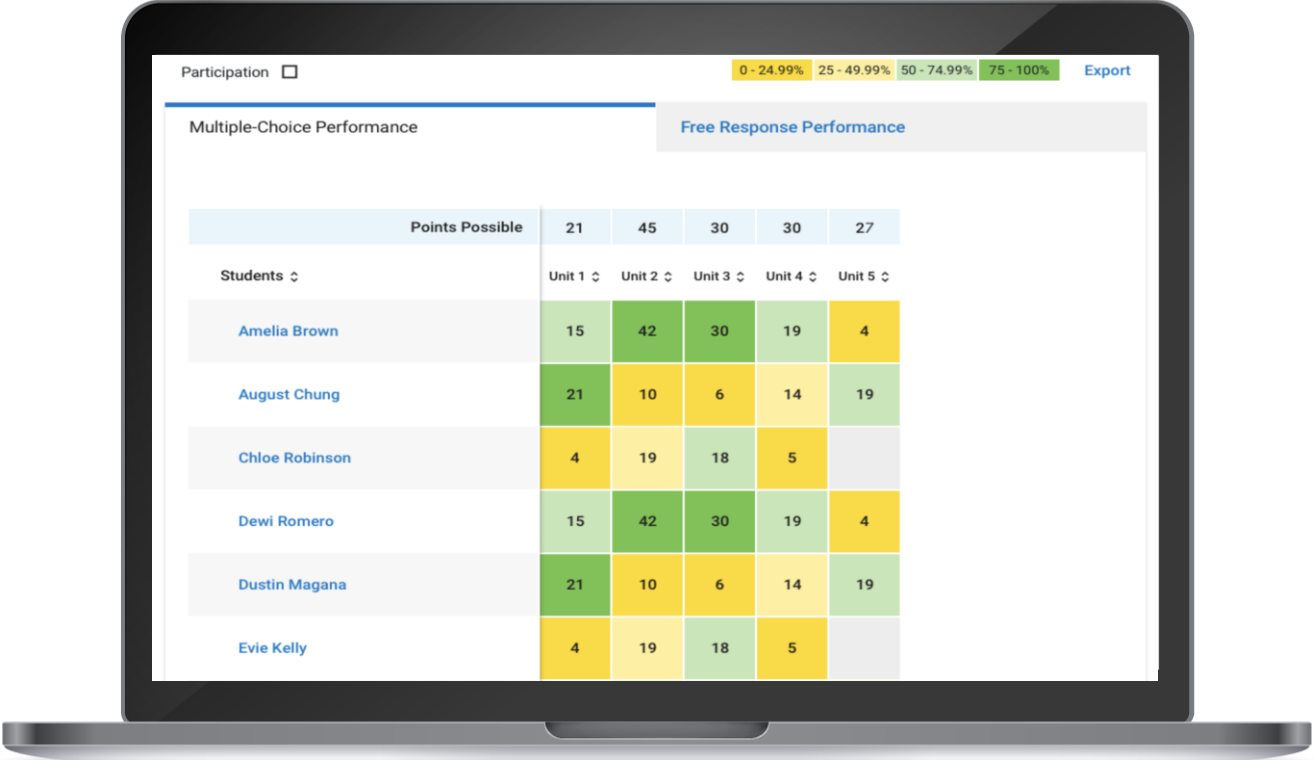 Participation 0 - 24.99% 25 - 49.99% 50 - 74.99% 75 - 100% Export
Multiple-Choice Performance Free Response Performance
Points Possible 21 45 30 30 27
Students Unit 1 Unit 2 Unit 3 Unit 4 Unit 5
Amelia Brown 15 42 30 19 4
August Chung 21 10 6 14 19
Chloe Robinson 4 19 18 5
Dewi Romero 15 42 30 19 4
Dustin Magana 21 10 6 14 19
Evie Kelly 4 19 18 5